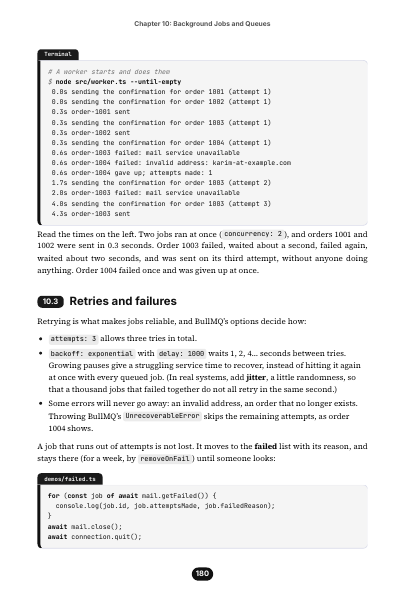 Chapter 10: Background Jobs and Queues
Terminal
# A worker starts and does them
$ node src/worker.ts --until-empty
0.0s sending the confirmation for order 1001 (attempt 1)
0.0s sending the confirmation for order 1002 (attempt 1)
0.3s order-1001 sent
0.3s sending the confirmation for order 1003 (attempt 1)
0.3s order-1002 sent
0.3s sending the confirmation for order 1004 (attempt 1)
0.6s order-1003 failed: mail service unavailable
0.6s order-1004 failed: invalid address: karim-at-example.com
0.6s order-1004 gave up; attempts made: 1
1.7s sending the confirmation for order 1003 (attempt 2)
2.0s order-1003 failed: mail service unavailable
4.0s sending the confirmation for order 1003 (attempt 3)
4.3s order-1003 sent
Read the times on the left. Two jobs ran at once (concurrency: 2), and orders 1001 and
1002 were sent in 0.3 seconds. Order 1003 failed, waited about a second, failed again,
waited about two seconds, and was sent on its third attempt, without anyone doing
anything. Order 1004 failed once and was given up at once.
10.3 Retries and failures
Retrying is what makes jobs reliable, and BullMQ's options decide how:
• attempts: 3 allows three tries in total.
• backoff: exponential with delay: 1000 waits 1, 2, 4... seconds between tries.
Growing pauses give a struggling service time to recover, instead of hitting it again
at once with every queued job. (In real systems, add jitter, a little randomness, so
that a thousand jobs that failed together do not all retry in the same second.)
• Some errors will never go away: an invalid address, an order that no longer exists.
Throwing BullMQ's UnrecoverableError skips the remaining attempts, as order
1004 shows.
A job that runs out of attempts is not lost. It moves to the failed list with its reason, and
stays there (for a week, by removeOnFail) until someone looks:
demos/failed.ts
for (const job of await mail.getFailed()) {
console.log(job.id, job.attemptsMade, job.failedReason);
}
await mail.close();
await connection.quit();
180